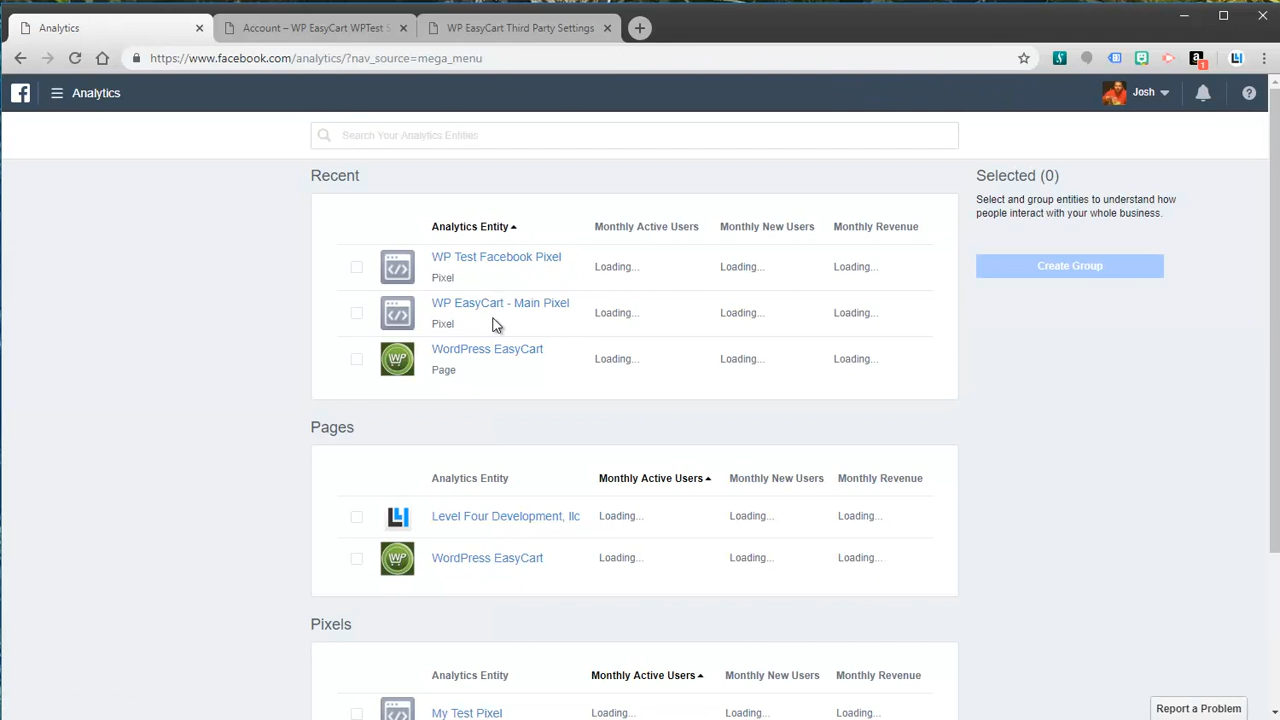 Analytics
Account – WP EasyCart WPTest S
WP EasyCart Third Party Settings
https://www.facebook.com/analytics/?nav_source=mega_menu
Analytics
Josh
Search Your Analytics Entities
Recent
Selected (0)
Select and group entities to understand how
people interact with your whole business.
Create Group
Analytics Entity Monthly Active Users Monthly New Users Monthly Revenue
WP Test Facebook Pixel
Pixel
Loading... Loading... Loading...
WP EasyCart - Main Pixel
Pixel
Loading... Loading... Loading...
WordPress EasyCart
Page
Loading... Loading... Loading...
Pages
Analytics Entity Monthly Active Users Monthly New Users Monthly Revenue
Level Four Development, llc Loading... Loading... Loading...
WordPress EasyCart Loading... Loading... Loading...
Pixels
Analytics Entity Monthly Active Users Monthly New Users Monthly Revenue
My Test Pixel Loading... Loading... Loading...
Report a Problem